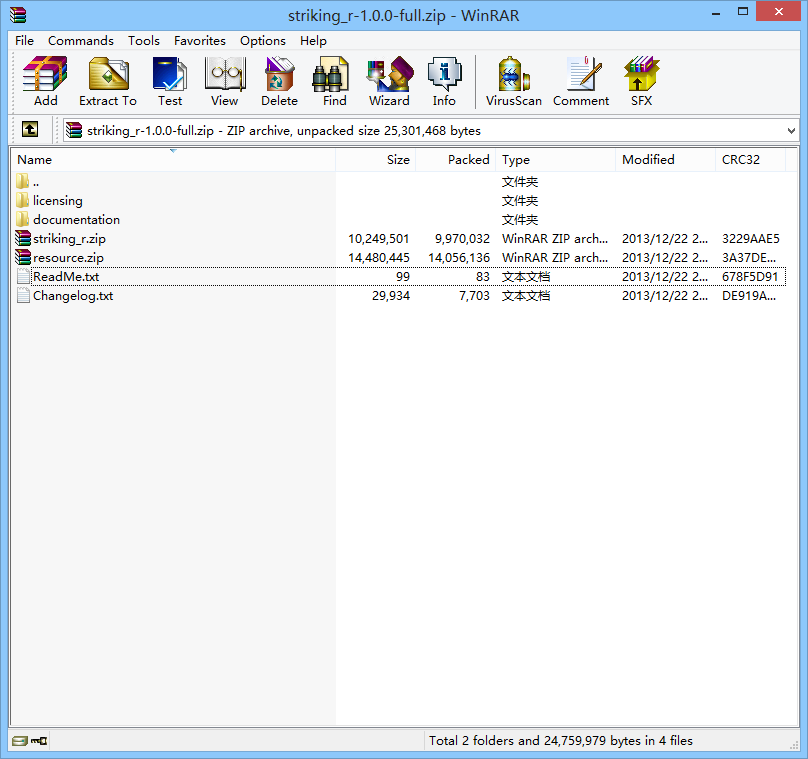 striking_r-1.0.0-full.zip - WinRAR
File Commands Tools Favorites Options Help
Add Extract To Test View Delete Find Wizard Info VirusScan Comment SFX
striking_r-1.0.0-full.zip - ZIP archive, unpacked size 25,301,468 bytes
Name Size Packed Type Modified CRC32
.. 文件夹
licensing 文件夹
documentation 文件夹
striking_r.zip 10,249,501 9,970,032 WinRAR ZIP arch... 2013/12/22 2... 3229AAE5
resource.zip 14,480,445 14,056,136 WinRAR ZIP arch... 2013/12/22 2... 3A37DE...
ReadMe.txt 99 83 文本文档 2013/12/22 2... 678F5D91
Changelog.txt 29,934 7,703 文本文档 2013/12/22 2... DE919A...
Total 2 folders and 24,759,979 bytes in 4 files